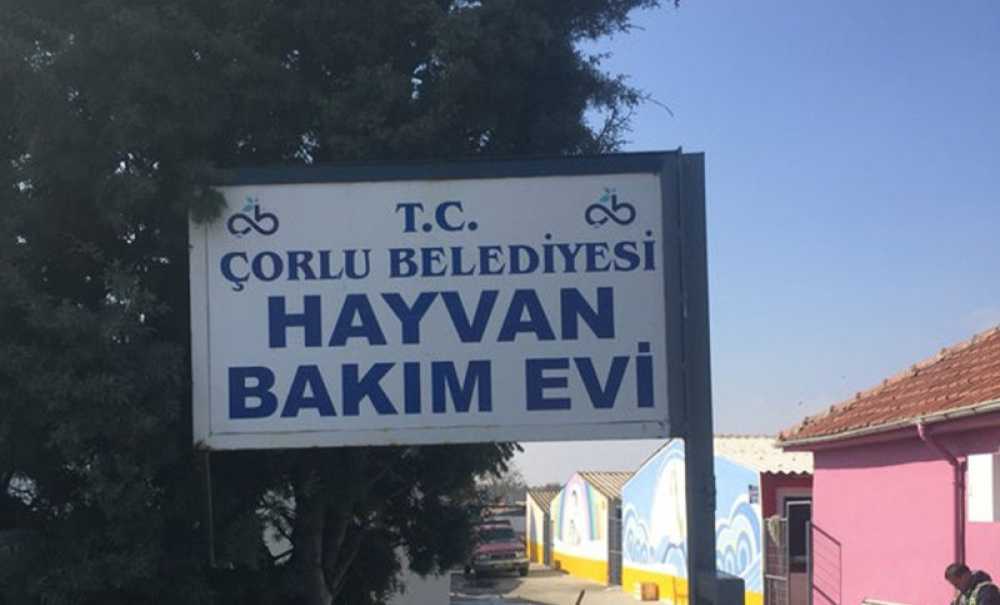 T.C.
ÇORLU BELEDİYESİ
HAYVAN
BAKIM EVİ